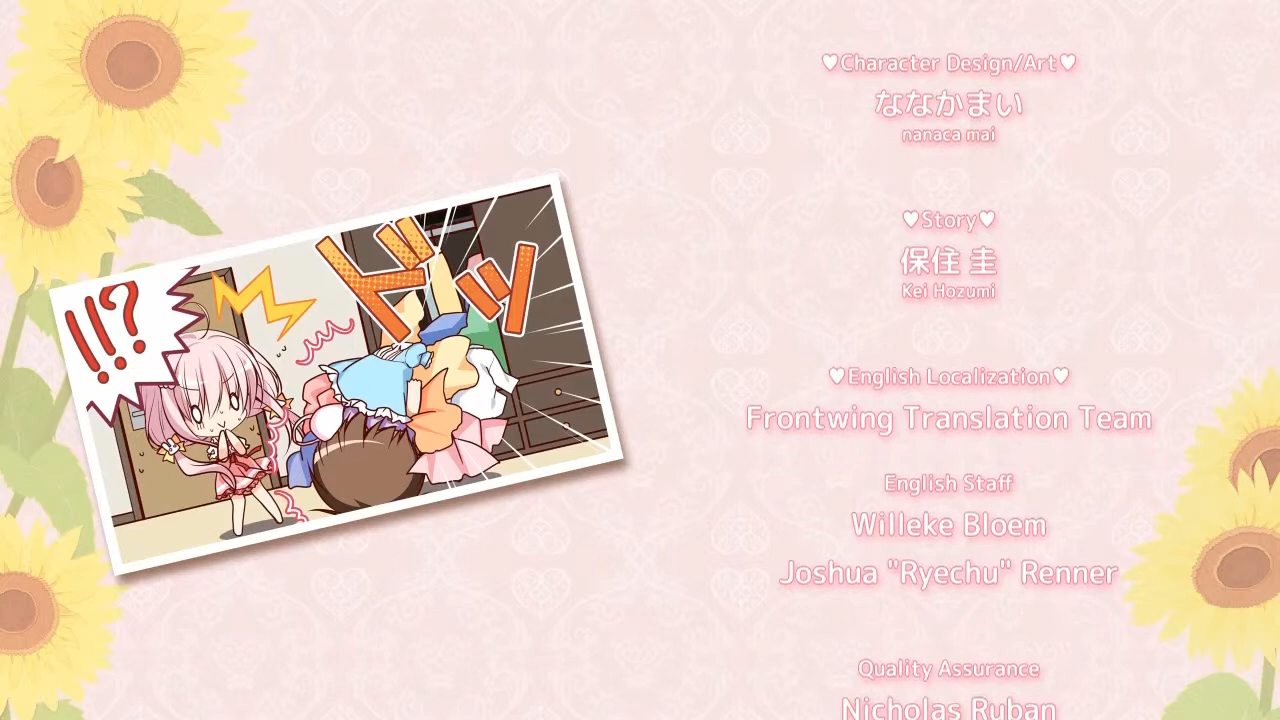 ♥Character Design/Art♥
ななかまい
nanaca mai
♥Story♥
保住 圭
Kei Hozumi
♥English Localization♥
Frontwing Translation Team
English Staff
Willeke Bloem
Joshua "Ryechu" Renner
Quality Assurance
Nicholas Ruban
!!?
ドドッ